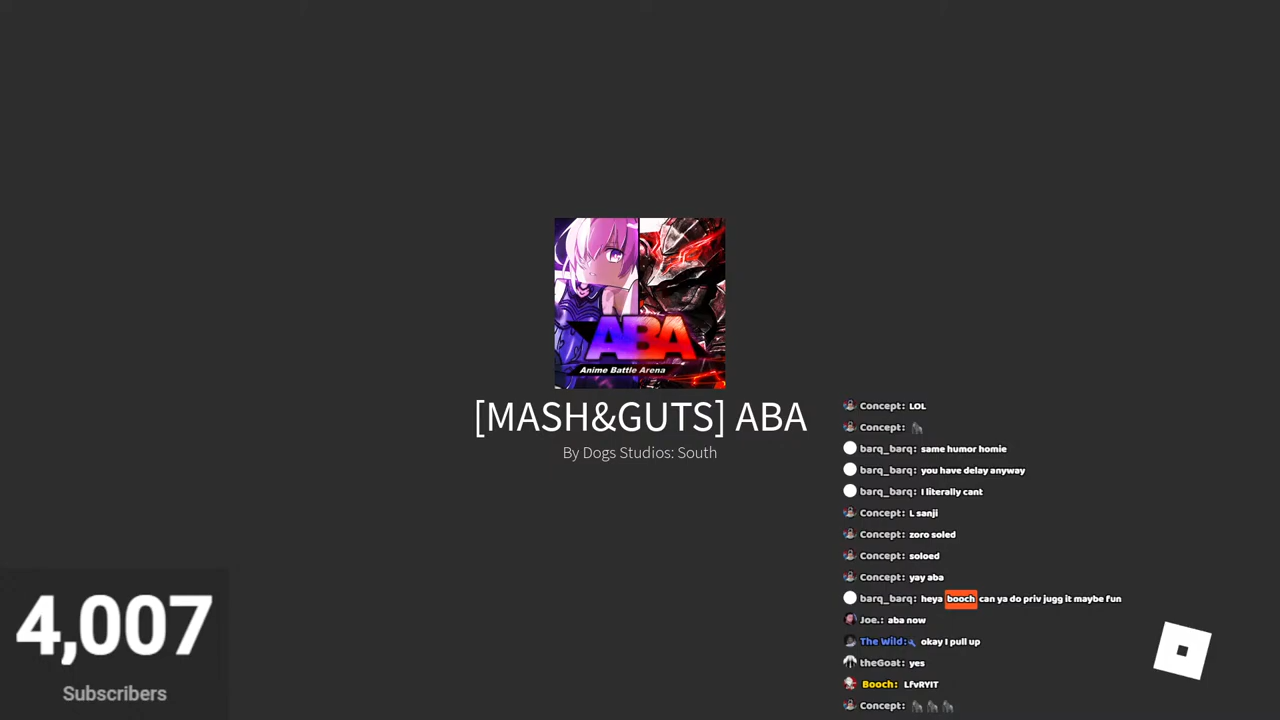 ABA
Anime Battle Arena
[MASH&GUTS] ABA
By Dogs Studios: South
Concept: LOL
Concept:
barq_barq: same humor homie
barq_barq: you have delay anyway
barq_barq: I literally cant
Concept: L sanji
Concept: zoro soled
Concept: soloed
Concept: yay aba
barq_barq: heya booch can ya do priv jugg it maybe fun
Joe.: aba now
The Wild: okay I pull up
theGoat: yes
Booch: LfvRYIT
Concept:
4,007
Subscribers